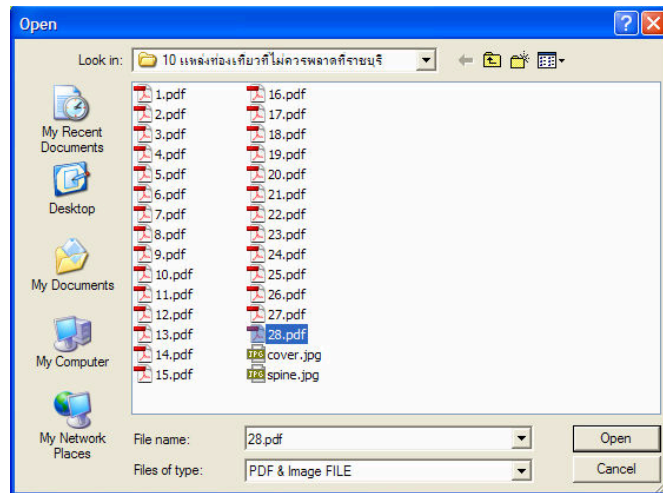 Open
Look in: 10 แหล่งท่องเที่ยวที่ไม่ควรพลาดที่ราชบุรี
My Recent
Documents
Desktop
My Documents
My Computer
My Network
Places
1.pdf
2.pdf
3.pdf
4.pdf
5.pdf
6.pdf
7.pdf
8.pdf
9.pdf
10.pdf
11.pdf
12.pdf
13.pdf
14.pdf
15.pdf
16.pdf
17.pdf
18.pdf
19.pdf
20.pdf
21.pdf
22.pdf
23.pdf
24.pdf
25.pdf
26.pdf
27.pdf
28.pdf
JPG cover.jpg
JPG spine.jpg
File name: 28.pdf Open
Files of type: PDF & Image FILE Cancel